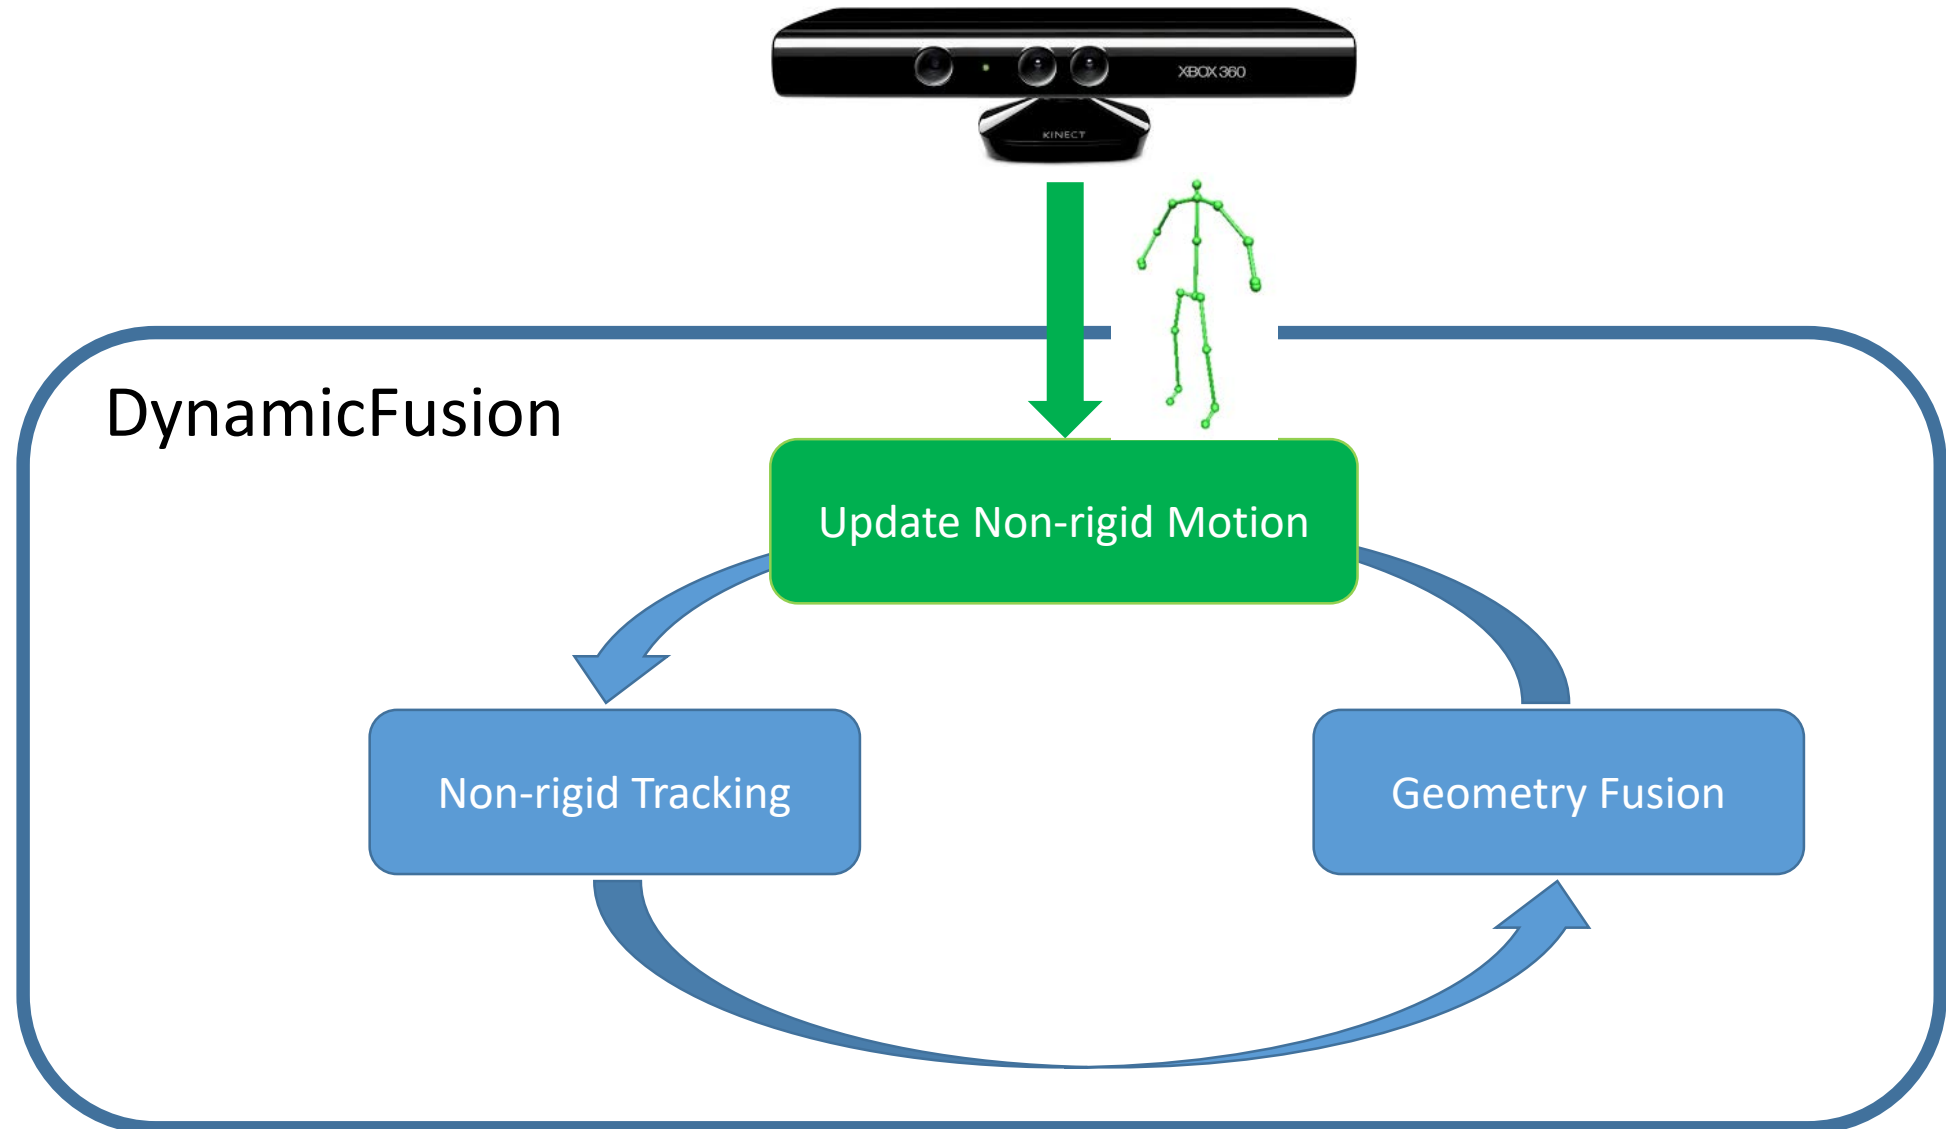 XBOX 360
KINECT
DynamicFusion
Update Non-rigid Motion
Non-rigid Tracking
Geometry Fusion